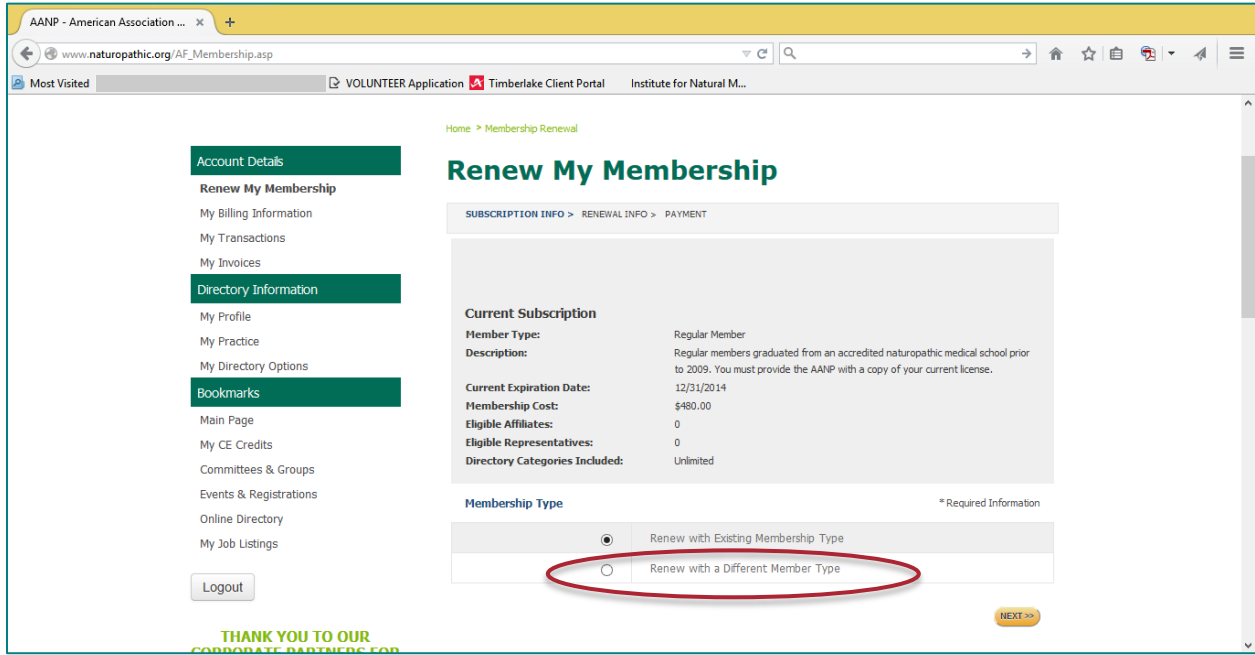 AANP - American Association ... × +
www.naturopathic.org/AF_Membership.asp
Most Visited VOLUNTEER Application Timberlake Client Portal Institute for Natural M...
Home > Membership Renewal
Account Details
Renew My Membership
My Billing Information
My Transactions
My Invoices
Directory Information
My Profile
My Practice
My Directory Options
Bookmarks
Main Page
My CE Credits
Committees & Groups
Events & Registrations
Online Directory
My Job Listings
Logout
THANK YOU TO OUR
CORPORATE PARTNERS FOR
Renew My Membership
SUBSCRIPTION INFO > RENEWAL INFO > PAYMENT
Current Subscription
Member Type: Regular Member
Description: Regular members graduated from an accredited naturopathic medical school prior
to 2009. You must provide the AANP with a copy of your current license.
Current Expiration Date: 12/31/2014
Membership Cost: $480.00
Eligible Affiliates: 0
Eligible Representatives: 0
Directory Categories Included: Unlimited
Membership Type * Required Information
Renew with Existing Membership Type
Renew with a Different Member Type
NEXT >>